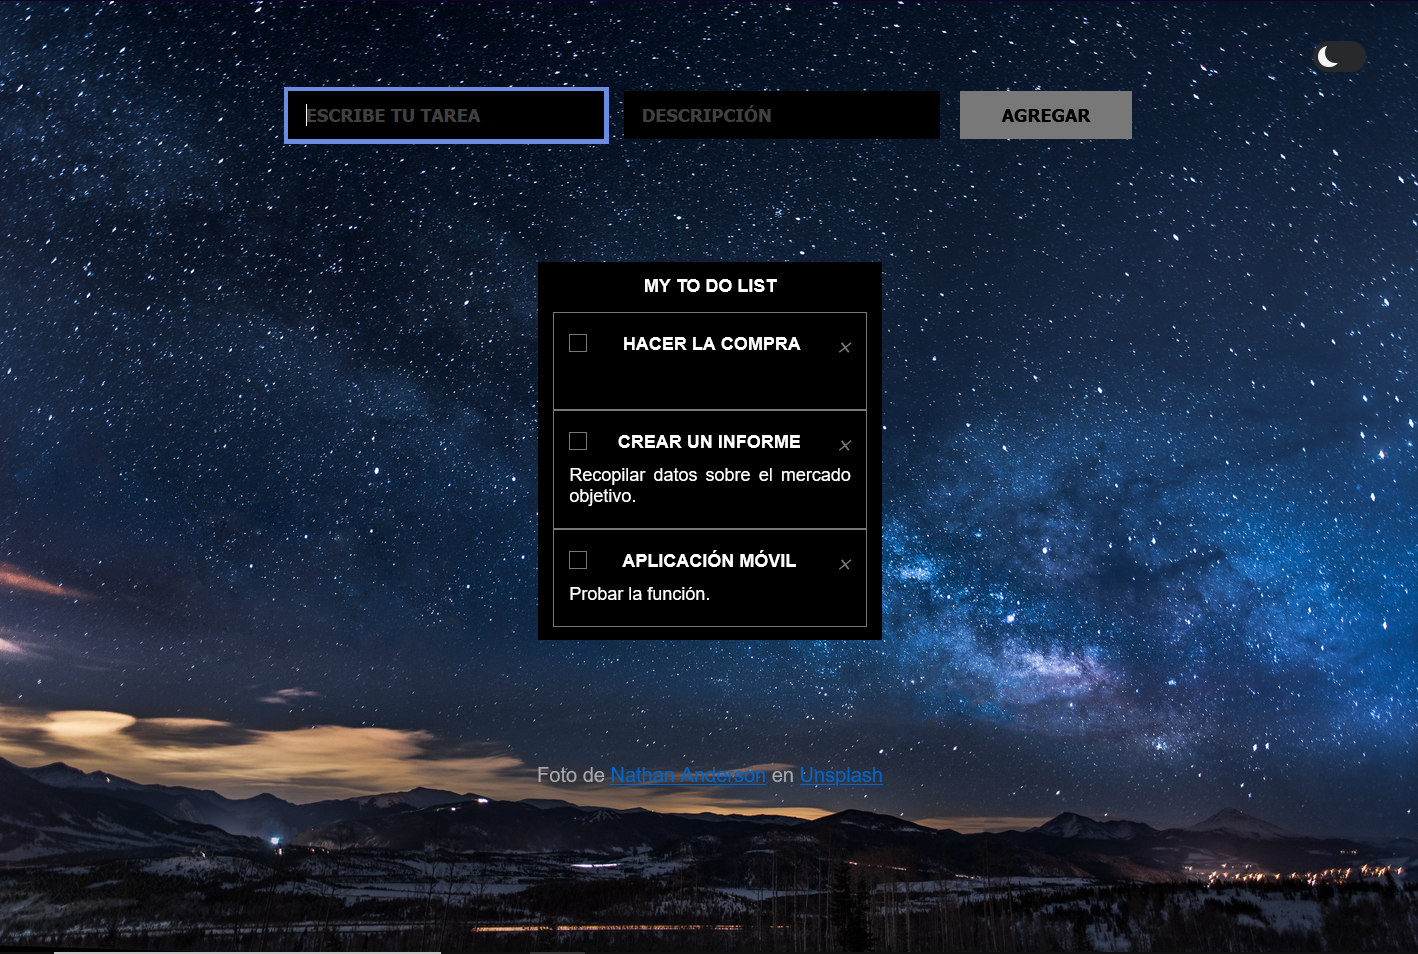 ESCRIBE TU TAREA
DESCRIPCIÓN
AGREGAR
MY TO DO LIST
HACER LA COMPRA
CREAR UN INFORME
Recopilar datos sobre el mercado
objetivo.
APLICACIÓN MÓVIL
Probar la función.
Foto de Nathan Anderson en Unsplash